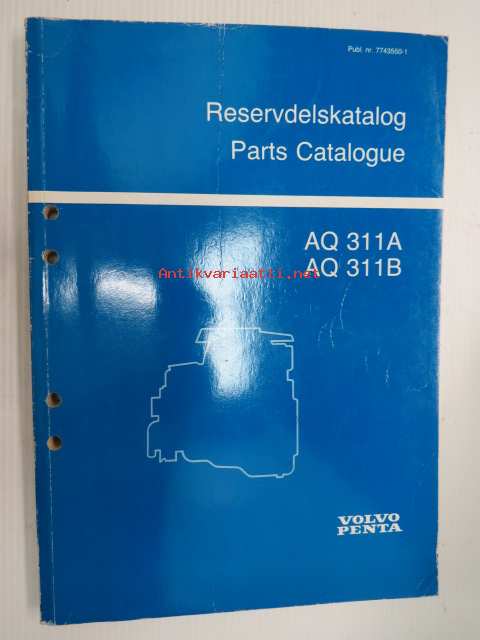 Publ. nr. 7743550-1
Reservdelskatalog
Parts Catalogue
AQ 311A
Antikvariaatti.net
AQ 311B
VOLVO
PENTA